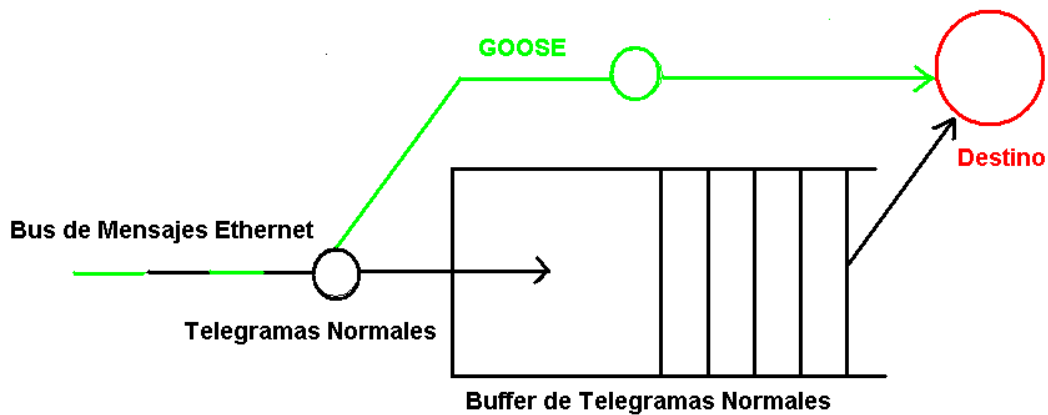 GOOSE
Destino
Bus de Mensajes Ethernet
Telegramas Normales
Buffer de Telegramas Normales